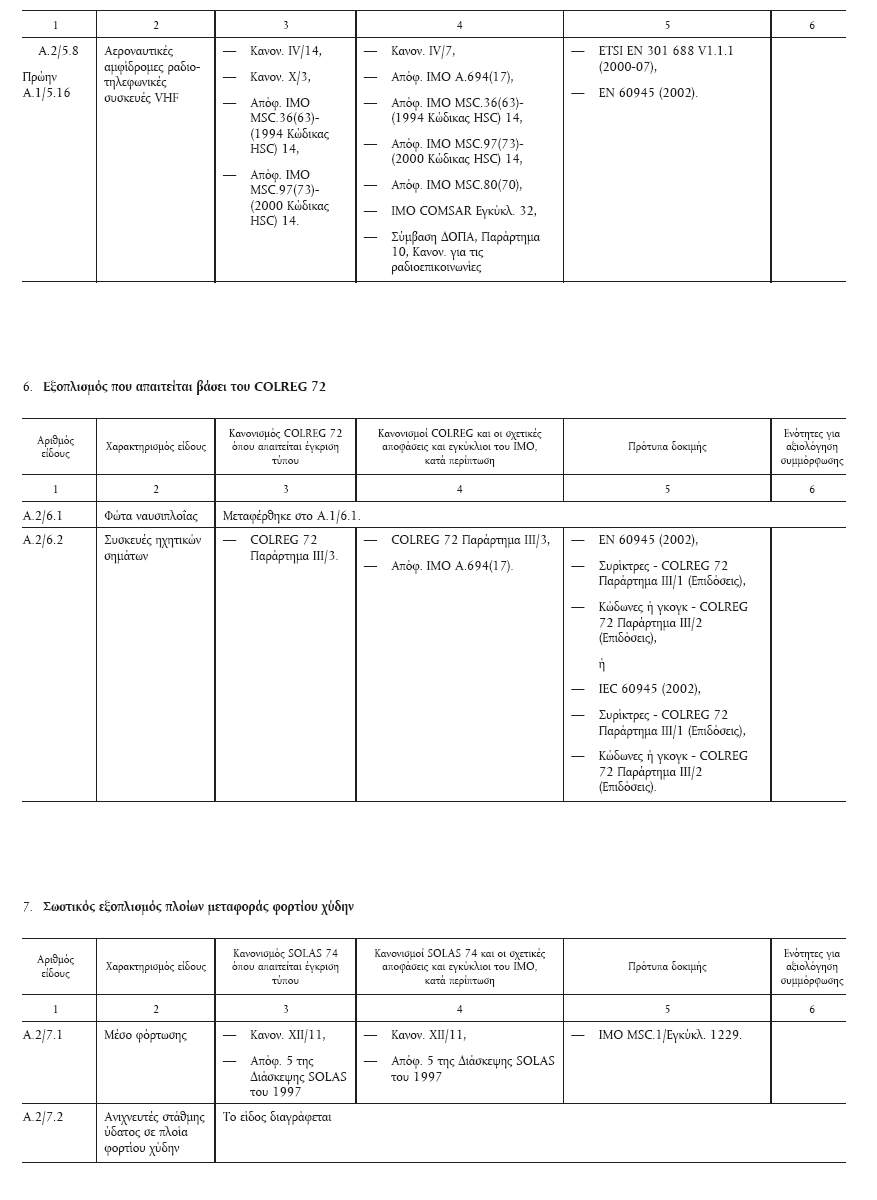 1 2 3 4 5 6
A.2/5.8
Πρώην
A.1/5.16
Αεροναυτικές
αμφίδρομες ραδιο-
τηλεφωνικές
συσκευές VHF
— Κανον. IV/14,
— Κανον. X/3,
— Απόφ. IMO
MSC.36(63)-
(1994 Κώδικας
HSC) 14,
— Απόφ. IMO
MSC.97(73)-
(2000 Κώδικας
HSC) 14.
— Κανον. IV/7,
— Απόφ. IMO A.694(17),
— Απόφ. IMO MSC.36(63)-
(1994 Κώδικας HSC) 14,
— Απόφ. IMO MSC.97(73)-
(2000 Κώδικας HSC) 14,
— Απόφ. IMO MSC.80(70),
— IMO COMSAR Εγκύκλ. 32,
— Σύμβαση ΔΟΠΑ, Παράρτημα
10, Κανον. για τις
ραδιοεπικοινωνίες
— ETSI EN 301 688 V1.1.1
(2000-07),
— EN 60945 (2002).
6. Εξοπλισμός που απαιτείται βάσει του COLREG 72
Αριθμός
είδους
Χαρακτηρισμός είδους
Κανονισμός COLREG 72
όπου απαιτείται έγκριση
τύπου
Κανονισμοί COLREG και οι σχετικές
αποφάσεις και εγκύκλιοι του ΙΜΟ,
κατά περίπτωση
Πρότυπα δοκιμής
Ενότητες για
αξιολόγηση
συμμόρφωσης
1 2 3 4 5 6
A.2/6.1 Φώτα ναυσιπλοΐας Μεταφέρθηκε στο A.1/6.1.
A.2/6.2
Συσκευές ηχητικών
σημάτων
— COLREG 72
Παράρτημα III/3.
— COLREG 72 Παράρτημα III/3,
— Απόφ. IMO A.694(17).
— EN 60945 (2002),
— Συρίκτρες - COLREG 72
Παράρτημα III/1 (Επιδόσεις),
— Κώδωνες ή γκογκ - COLREG
72 Παράρτημα III/2
(Επιδόσεις),
ή
— IEC 60945 (2002),
— Συρίκτρες - COLREG 72
Παράρτημα III/1 (Επιδόσεις),
— Κώδωνες ή γκογκ - COLREG
72 Παράρτημα III/2
(Επιδόσεις).
7. Σωστικός εξοπλισμός πλοίων μεταφοράς φορτίου χύδην
Αριθμός
είδους
Χαρακτηρισμός είδους
Κανονισμός SOLAS 74
όπου απαιτείται έγκριση
τύπου
Κανονισμοί SOLAS 74 και οι σχετικές
αποφάσεις και εγκύκλιοι του ΙΜΟ,
κατά περίπτωση
Πρότυπα δοκιμής
Ενότητες για
αξιολόγηση
συμμόρφωσης
1 2 3 4 5 6
A.2/7.1
Μέσο φόρτωσης
— Κανον. XII/11,
— Απόφ. 5 της
Διάσκεψης SOLAS
του 1997
— Κανον. XII/11,
— Απόφ. 5 της Διάσκεψης SOLAS
του 1997
— IMO MSC.1/Εγκύκλ. 1229.
A.2/7.2
Ανιχνευτές στάθμης
ύδατος σε πλοία
φορτίου χύδην
Το είδος διαγράφεται